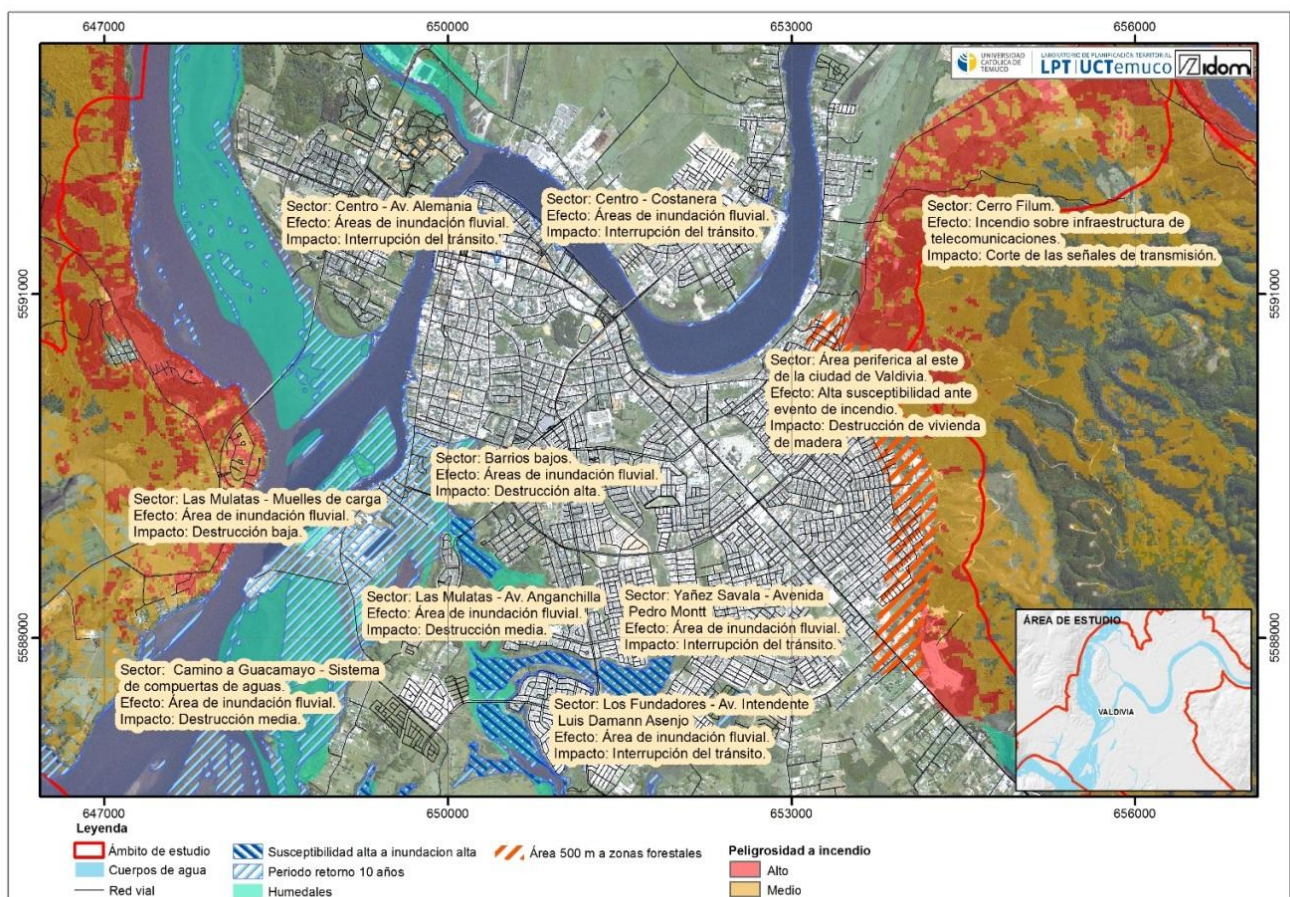 647000
650000
653000
656000
UNIVERSIDAD
CATÓLICA DE
TEMUCO
LABORATORIO DE PLANIFICACIÓN TERRITORIAL
LPT|UCTemuco
idom
5591000
5591000
Sector: Centro - Av. Alemania
Efecto: Áreas de inundación fluvial.
Impacto: Interrupción del tránsito.
Sector: Centro - Costanera
Efecto: Áreas de inundación fluvial.
Impacto: Interrupción del tránsito.
Sector: Cerro Filum.
Efecto: Incendio sobre infraestructura de
telecomunicaciones.
Impacto: Corte de las señales de transmisión.
Sector: Área periferica al este
de la ciudad de Valdivia.
Efecto: Alta susceptibilidad ante
evento de incendio.
Impacto: Destrucción de vivienda
de madera
Sector: Barrios bajos.
Efecto: Áreas de inundación fluvial.
Impacto: Destrucción alta.
Sector: Las Mulatas - Muelles de carga
Efecto: Área de inundación fluvial.
Impacto: Destrucción baja.
Sector: Las Mulatas - Av. Anganchilla
Efecto: Área de inundación fluvial.
Impacto: Destrucción media.
Sector: Yañez Savala - Avenida
Pedro Montt
Efecto: Área de inundación fluvial.
Impacto: Interrupción del tránsito.
5588000
5588000
Sector: Camino a Guacamayo - Sistema
de compuertas de aguas.
Efecto: Área de inundación fluvial.
Impacto: Destrucción media.
Sector: Los Fundadores - Av. Intendente
Luis Damann Asenjo
Efecto: Área de inundación fluvial.
Impacto: Interrupción del tránsito.
ÁREA DE ESTUDIO
VALDIVIA
647000
650000
653000
656000
Leyenda
Ámbito de estudio
Cuerpos de agua
Red vial
Susceptibilidad alta a inundacion alta
Periodo retorno 10 años
Humedales
Área 500 m a zonas forestales
Peligrosidad a incendio
Alto
Medio